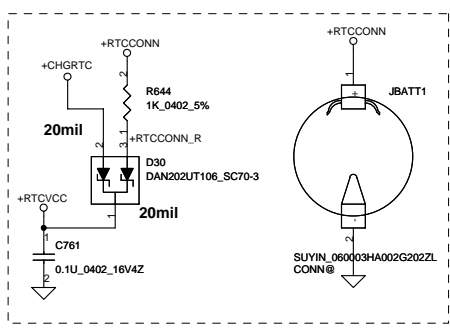 +RTCCONN
+CHGRTC
2
R644
1K_0402_5%
1
+RTCCONN_R
20mil
2
3
D30
DAN202UT106_SC70-3
+RTCVCC
1
20mil
1
C761
0.1U_0402_16V4Z
2
+RTCCONN
1
JBATT1
+
-
2
SUYIN_060003HA002G202ZL
CONN@